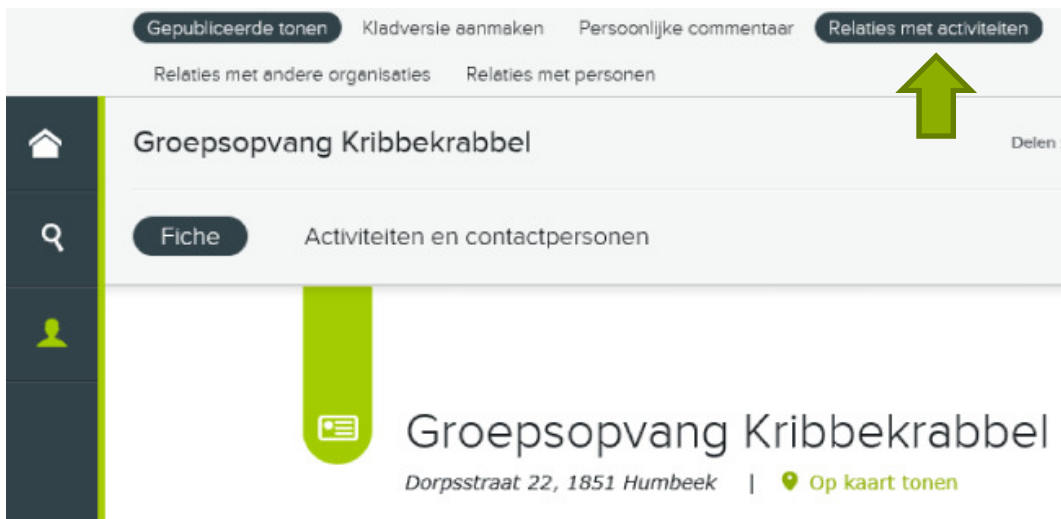 Gepubliceerde tonen Kladversie aanmaken Persoonlijke commentaar Relaties met activiteiten
Relaties met andere organisaties Relaties met personen
Groepsopvang Kribbekrabbel Delen
Fiche Activiteiten en contactpersonen
Groepsopvang Kribbekrabbel
Dorpsstraat 22, 1851 Humbeek | Op kaart tonen